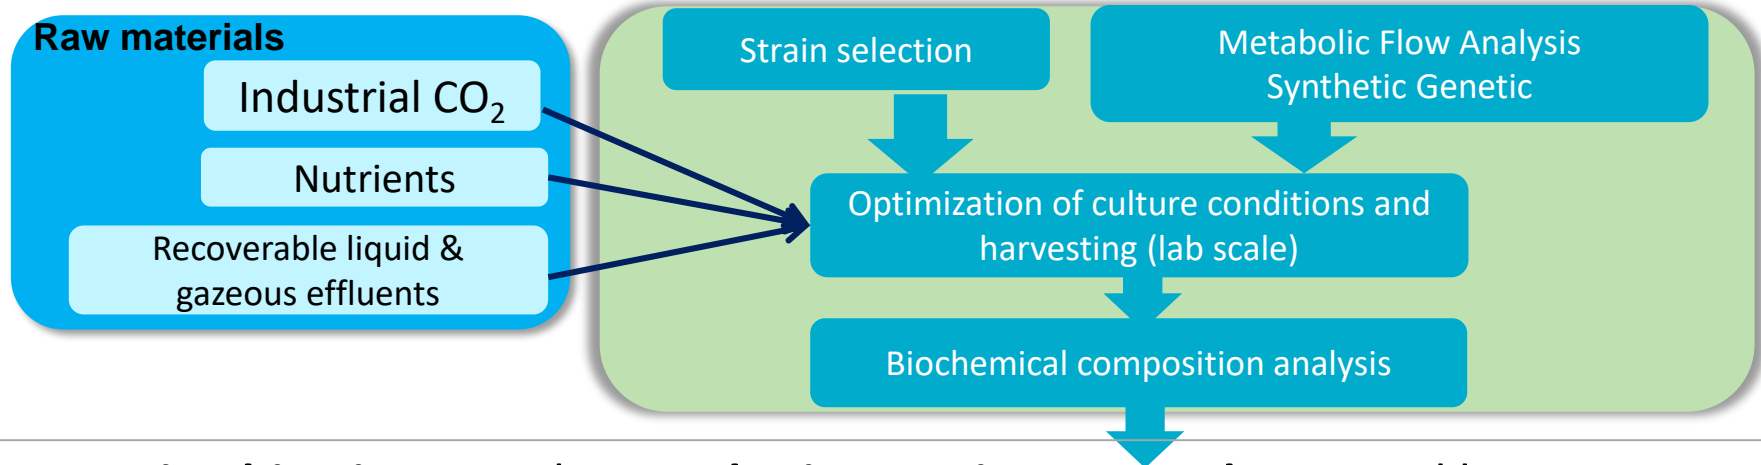 Raw materials
Industrial CO₂
Nutrients
Recoverable liquid &
gazeous effluents
Strain selection
Metabolic Flow Analysis
Synthetic Genetic
Optimization of culture conditions and
harvesting (lab scale)
Biochemical composition analysis